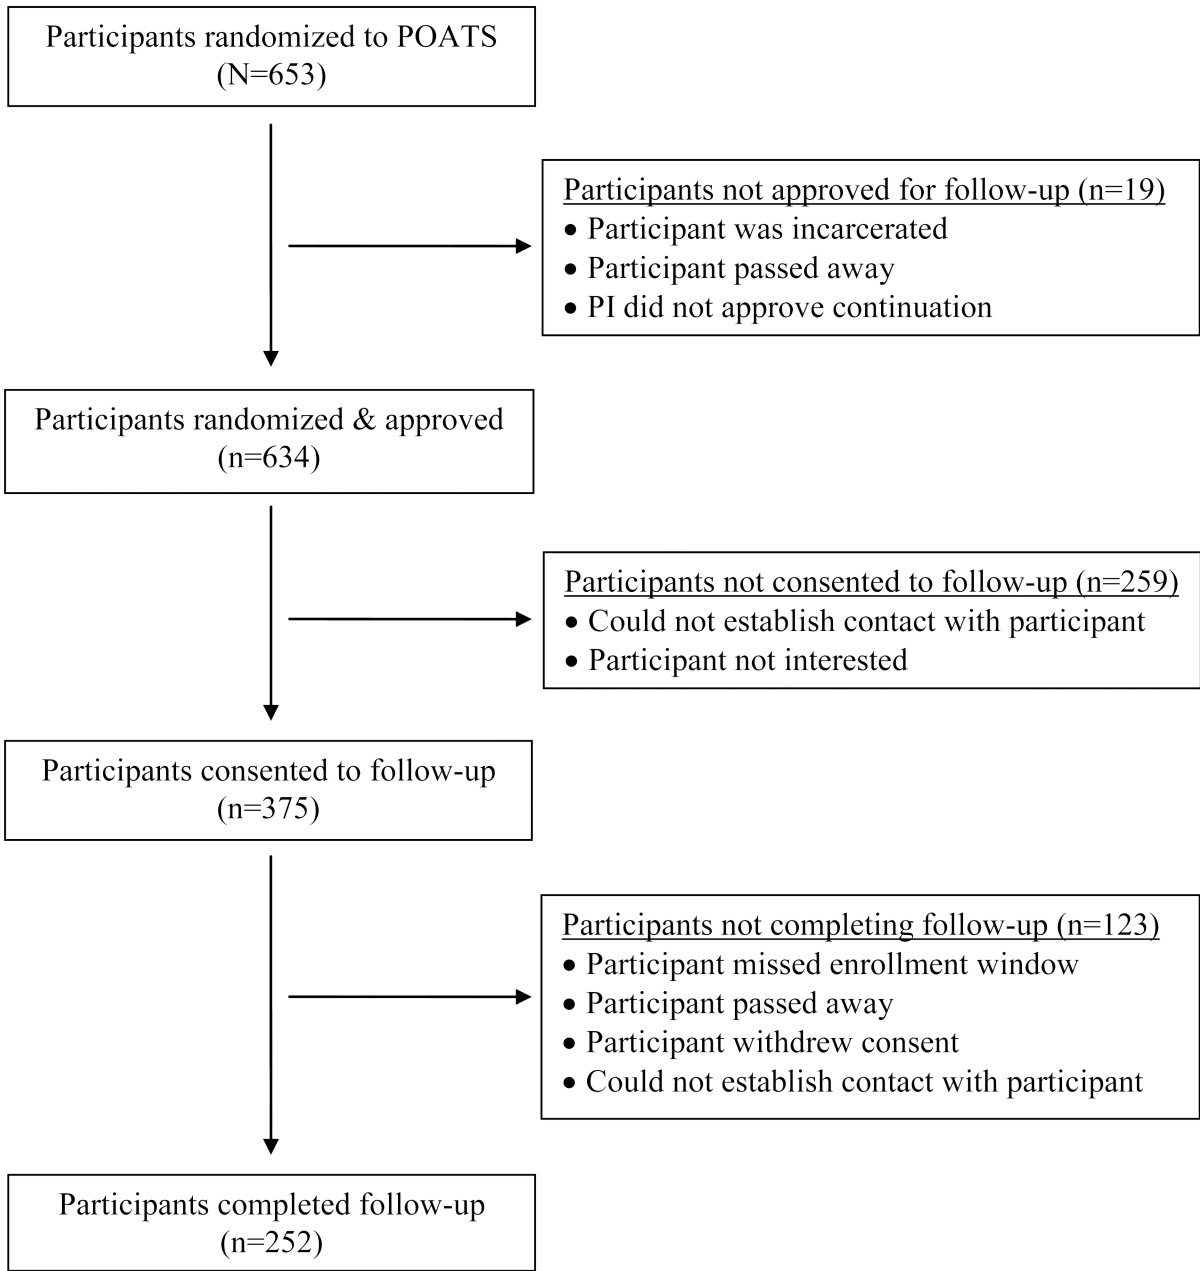 Participants randomized to POATS
(N=653)
Participants not approved for follow-up (n=19)
• Participant was incarcerated
• Participant passed away
• PI did not approve continuation
Participants randomized & approved
(n=634)
Participants not consented to follow-up (n=259)
• Could not establish contact with participant
• Participant not interested
Participants consented to follow-up
(n=375)
Participants not completing follow-up (n=123)
• Participant missed enrollment window
• Participant passed away
• Participant withdrew consent
• Could not establish contact with participant
Participants completed follow-up
(n=252)